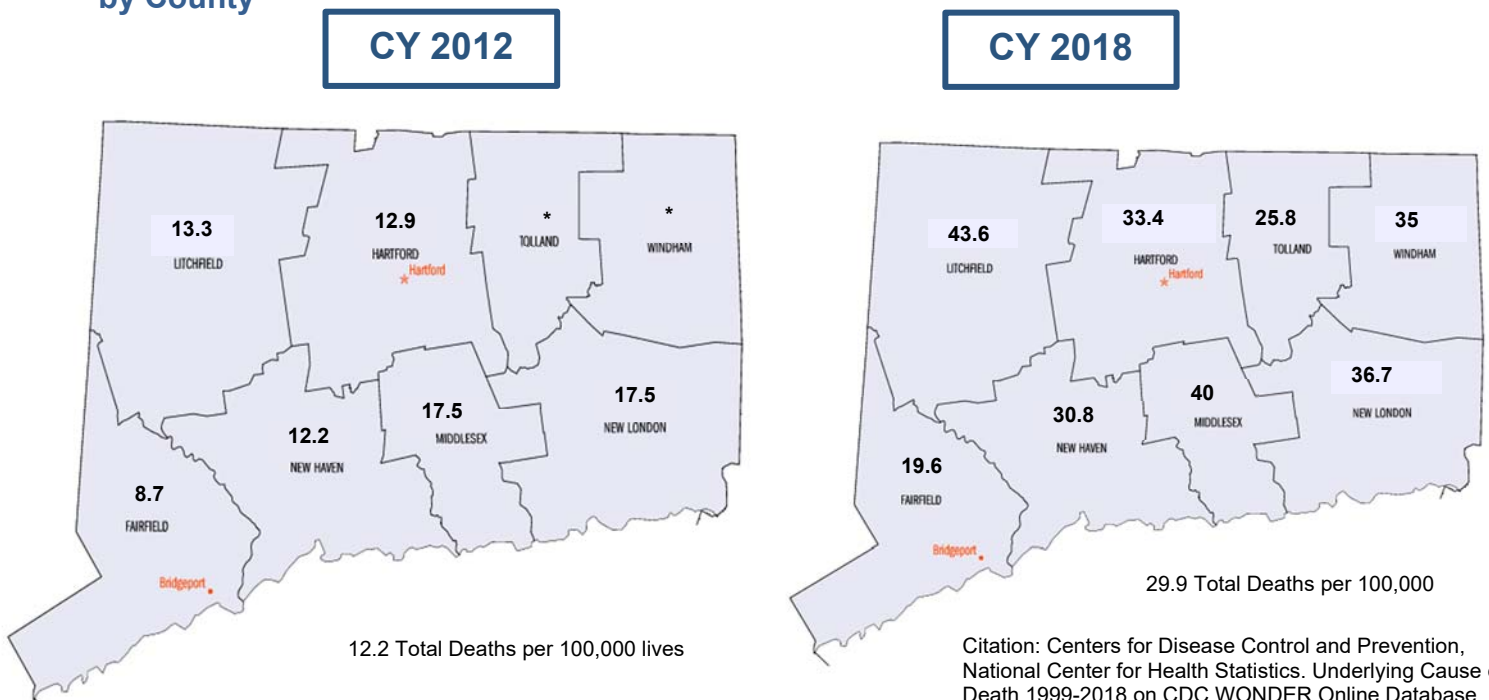 by County
CY 2012
CY 2018
13.3
LITCHFIELD
12.9
HARTFORD
Hartford
*
TOLLAND
*
WINDHAM
8.7
FAIRFIELD
Bridgeport
12.2
NEW HAVEN
17.5
MIDDLESEX
17.5
NEW LONDON
12.2 Total Deaths per 100,000 lives
43.6
LITCHFIELD
33.4
HARTFORD
Hartford
25.8
TOLLAND
35
WINDHAM
19.6
FAIRFIELD
Bridgeport
30.8
NEW HAVEN
40
MIDDLESEX
36.7
NEW LONDON
29.9 Total Deaths per 100,000
Citation: Centers for Disease Control and Prevention,
National Center for Health Statistics. Underlying Cause
Death 1999-2018 on CDC WONDER Online Database